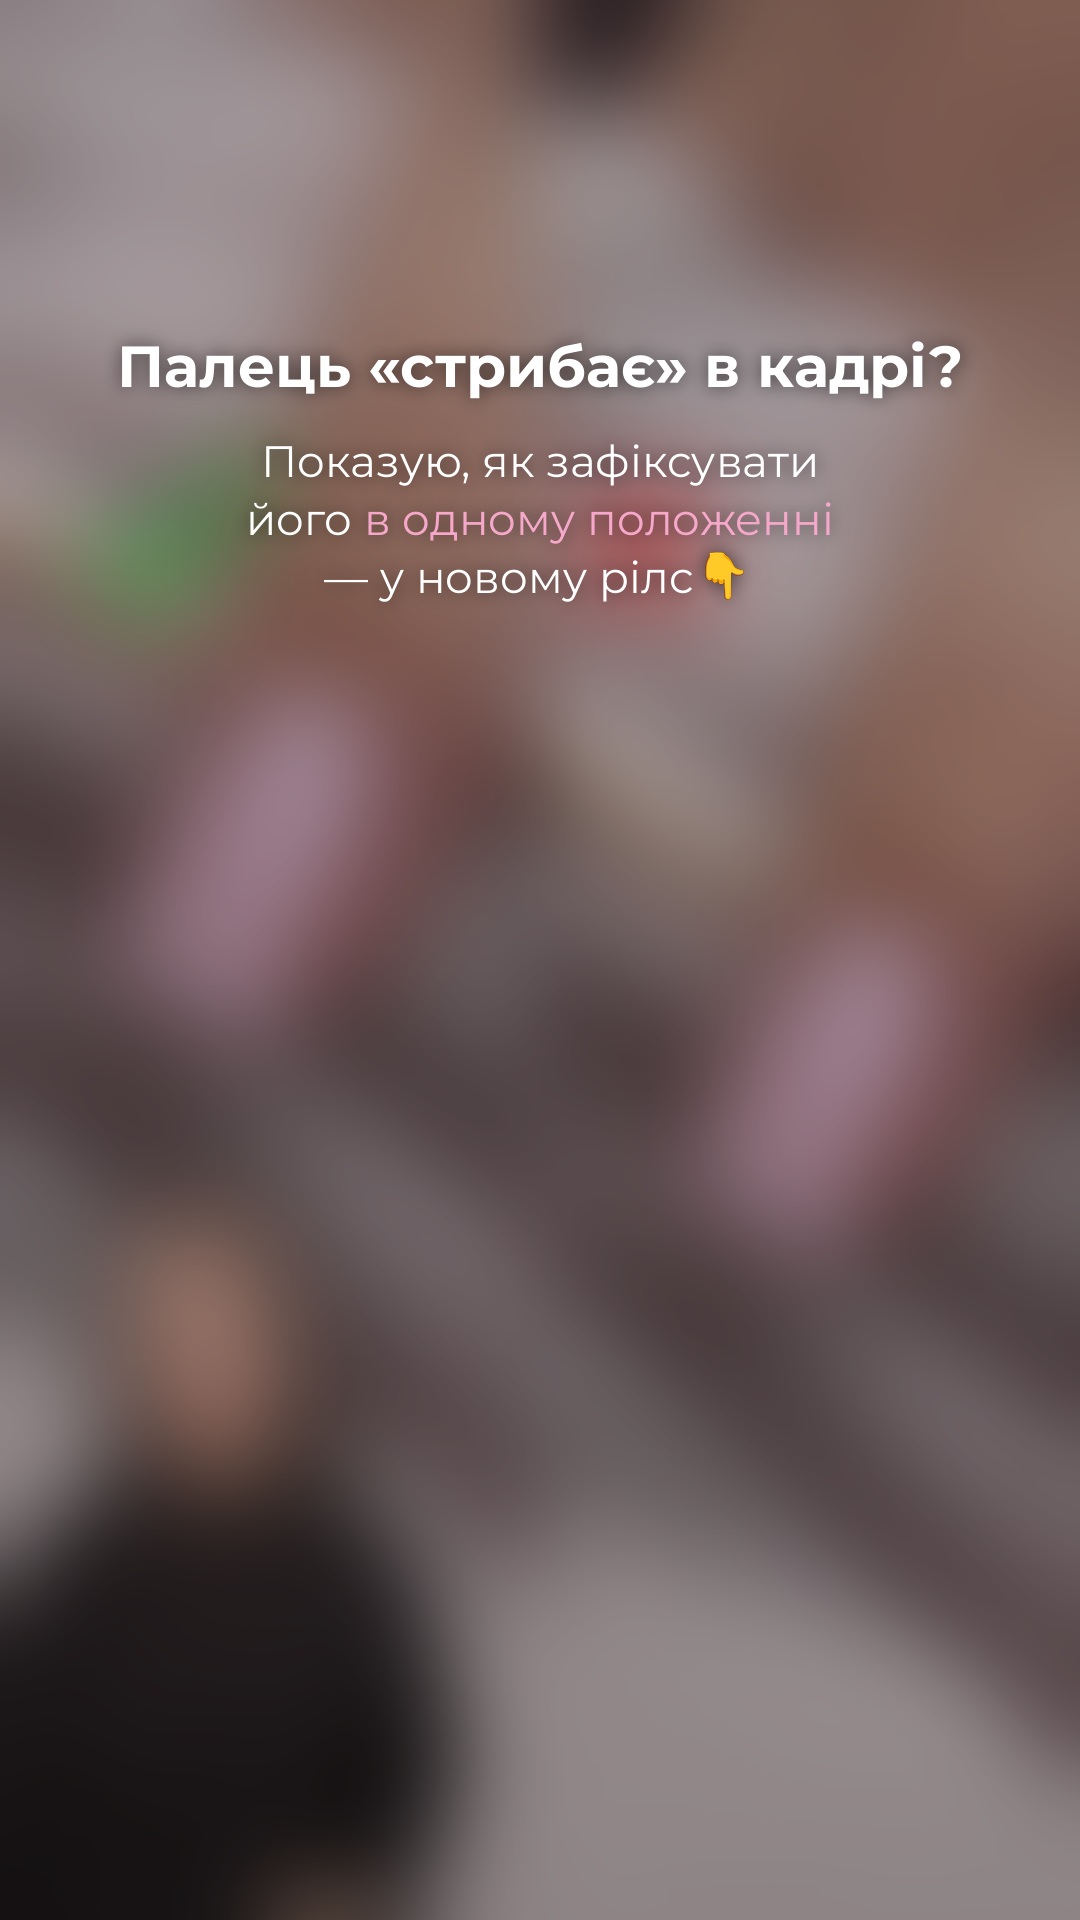 Палець «стрибає» в кадрі?
Показую, як зафіксувати
його в одному положенні
— у новому рілс👇